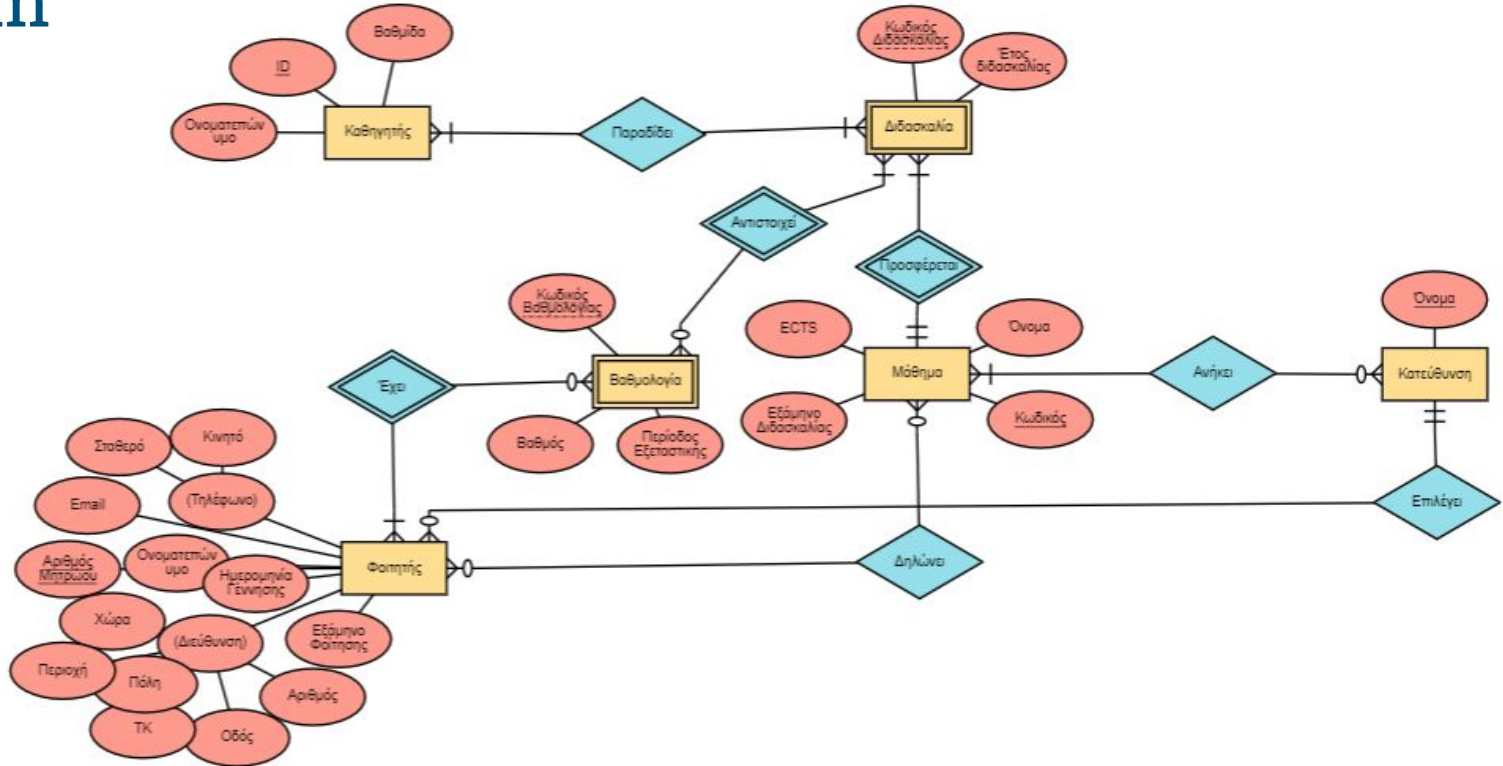 Βαθμίδα
ID
Ονοματεπών
υμο
Καθηγητής
Παραδίδει
Κωδικός
Διδασκαλίας
Έτος
διδασκαλίας
Διδασκαλία
Αντιστοιχεί
Προσφέρεται
Κωδικός
Βαθμολογίας
ECTS
Όνομα
Όνομα
Έχει
Βαθμολογία
Μάθημα
Ανήκει
Κατεύθυνση
Βαθμός
Περίοδος
Εξεταστικής
Εξάμηνο
Διδασκαλίας
Κωδικός
Σταθερό
Κινητό
(Τηλέφωνο)
Email
Επιλέγει
Αριθμός
Μητρώου
Ονοματεπών
υμο
Ημερομηνία
Γέννησης
Φοιτητής
Δηλώνει
Χώρα
(Διεύθυνση)
Εξάμηνο
Φοίτησης
Περιοχή
Πόλη
Αριθμός
ΤΚ
Οδός